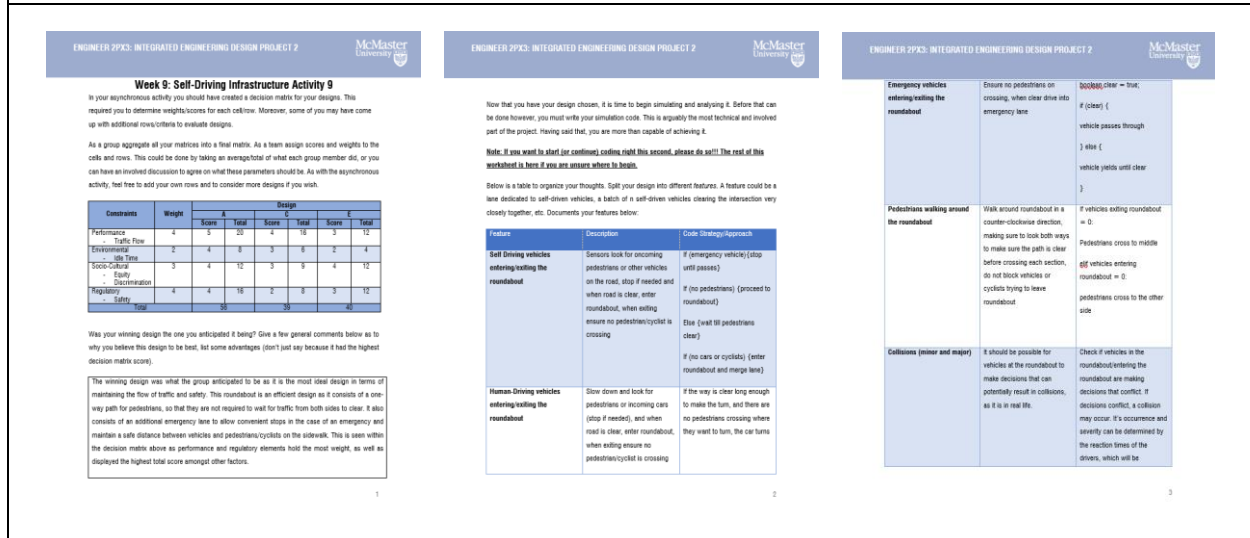 ENGINEER 2PX3: INTEGRATED ENGINEERING DESIGN PROJECT 2
McMaster
University
Week 9: Self-Driving Infrastructure Activity 9
In your asynchronous activity you should have created a decision matrix for your designs. This
required you to determine weights/scores for each cell/row. Moreover, some of you may have come
up with additional rows/criteria to evaluate designs.
As a group aggregate all your matrices into a final matrix. As a team assign scores and weights to the
cells and rows. This could be done by taking an average/total of what each group member did, or you
can have an involved discussion to agree on what these parameters should be. As with the asynchronous
activity, feel free to add your own rows and to consider more designs if you wish.
Constraints Weight Design
A C E
Score Total Score Total Score Total
Performance 4 5 20 4 16 3 12
- Traffic Flow
Environmental 2 4 8 3 6 2 4
- Idle Time
Socio-Cultural 3 4 12 3 9 4 12
- Equity
- Discrimination
Regulatory 4 4 16 2 8 3 12
- Safety
Total 56 39 40
Was your winning design the one you anticipated it being? Give a few general comments below as to
why you believe this design to be best, list some advantages (don't just say because it had the highest
decision matrix score).
The winning design was what the group anticipated to be as it is the most ideal design in terms of
maintaining the flow of traffic and safety. This roundabout is an efficient design as it consists of a one-
way path for pedestrians, so that they are not required to wait for traffic from both sides to clear. It also
consists of an additional emergency lane to allow convenient stops in the case of an emergency and
maintain a safe distance between vehicles and pedestrians/cyclists on the sidewalk. This is seen within
the decision matrix above as performance and regulatory elements hold the most weight, as well as
displayed the highest total score amongst other factors.
1
ENGINEER 2PX3: INTEGRATED ENGINEERING DESIGN PROJECT 2
McMaster
University
Now that you have your design chosen, it is time to begin simulating and analysing it. Before that can
be done however, you must write your simulation code. This is arguably the most technical and involved
part of the project. Having said that, you are more than capable of achieving it.
Note: If you want to start (or continue) coding right this second, please do so!!! The rest of this
worksheet is here if you are unsure where to begin.
Below is a table to organize your thoughts. Split your design into different features. A feature could be a
lane dedicated to self-driven vehicles, a batch of n self-driven vehicles clearing the intersection very
closely together, etc. Documents your features below:
Feature Description Code Strategy/Approach
Self Driving vehicles
entering/exiting the
roundabout
Sensors look for oncoming
pedestrians or other vehicles
on the road, stop if needed and
when road is clear, enter
roundabout, when exiting
ensure no pedestrian/cyclist is
crossing
If (emergency vehicle){stop
until passes}
If (no pedestrians) {proceed to
roundabout}
Else {wait till pedestrians
clear}
If (no cars or cyclists) {enter
roundabout and merge lane}
Human-Driving vehicles
entering/exiting the
roundabout
Slow down and look for
pedestrians or incoming cars
(stop if needed), and when
road is clear, enter roundabout,
when exiting ensure no
pedestrian/cyclist is crossing
If the way is clear long enough
to make the turn, and there are
no pedestrians crossing where
they want to turn, the car turns
2
ENGINEER 2PX3: INTEGRATED ENGINEERING DESIGN PROJECT 2
McMaster
University
Emergency vehicles
entering/exiting the
roundabout
Ensure no pedestrians on
crossing, when clear drive into
emergency lane
boolean clear = true;
if (clear) {
vehicle passes through
} else {
vehicle yields until clear
}
Pedestrians walking around
the roundabout
Walk around roundabout in a
counter-clockwise direction,
making sure to look both ways
to make sure the path is clear
before crossing each section,
do not block vehicles or
cyclists trying to leave
roundabout
If vehicles exiting roundabout
= 0:
Pedestrians cross to middle
elif vehicles entering
roundabout = 0:
pedestrians cross to the other
side
Collisions (minor and major)
It should be possible for
vehicles at the roundabout to
make decisions that can
potentially result in collisions,
as it is in real life.
Check if vehicles in the
roundabout/entering the
roundabout are making
decisions that conflict. If
decisions conflict, a collision
may occur. It's occurrence and
severity can be determined by
the reaction times of the
drivers, which will be
3